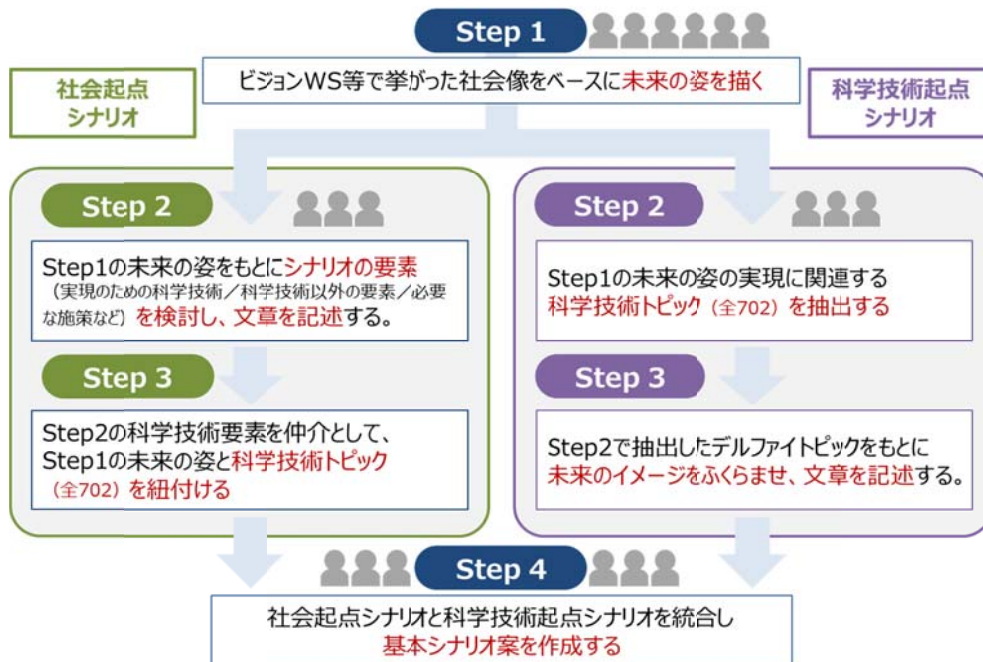 Step 1
ビジョンWS等で挙がった社会像をベースに未来の姿を描く
社会起点
シナリオ
科学技術起点
シナリオ
Step 2
Step1の未来の姿をもとにシナリオの要素
（実現のための科学技術／科学技術以外の要素／必要
な施策など）を検討し、文章を記述する。
Step 3
Step2の科学技術要素を仲介として、
Step1の未来の姿と科学技術トピック
（全702）を紐付ける
Step 2
Step1の未来の姿の実現に関連する
科学技術トピック（全702）を抽出する
Step 3
Step2で抽出したデルファイトピックをもとに
未来のイメージをふくらませ、文章を記述する。
Step 4
社会起点シナリオと科学技術起点シナリオを統合し
基本シナリオ案を作成する